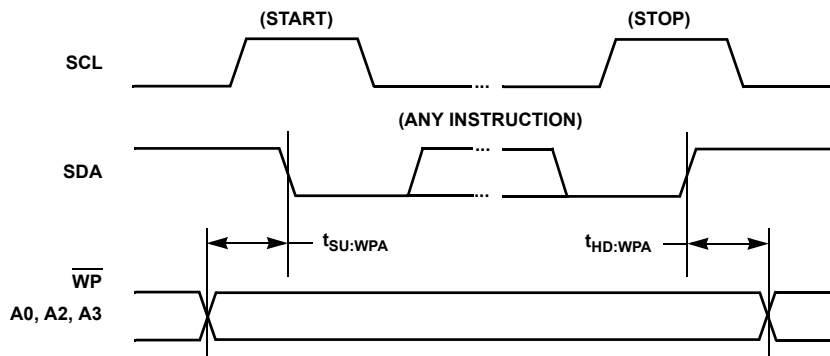 (START)
(STOP)
SCL
...
(ANY INSTRUCTION)
...
SDA
...
tSU:WPA
tHD:WPA
WP
A0, A2, A3